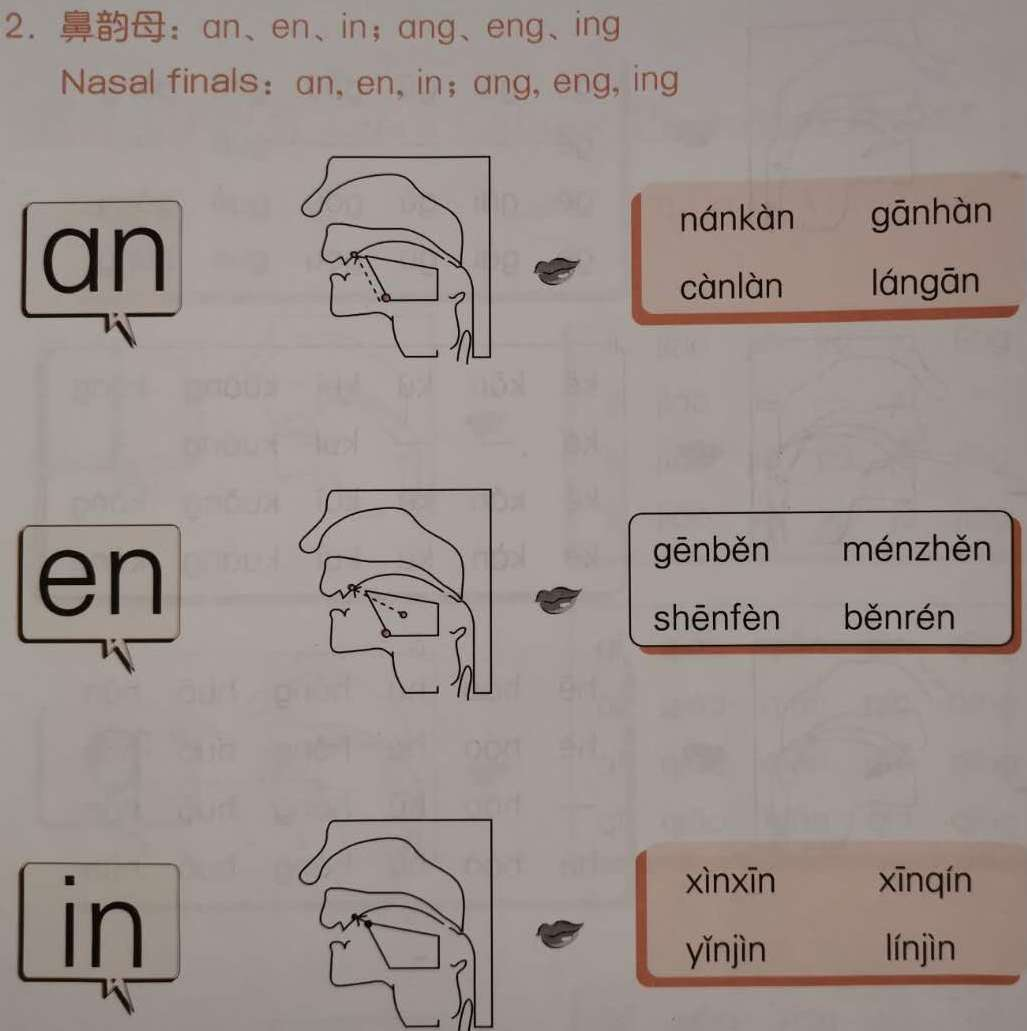 2. 鼻韵母：an、en、in；ang、eng、ing
Nasal finals：an, en, in；ang, eng, ing
an
nánkàn gānhàn
cànlàn lángān
en
gēnběn ménzhěn
shēnfèn běnrén
in
xìnxīn xīnqín
yǐnjìn línjìn